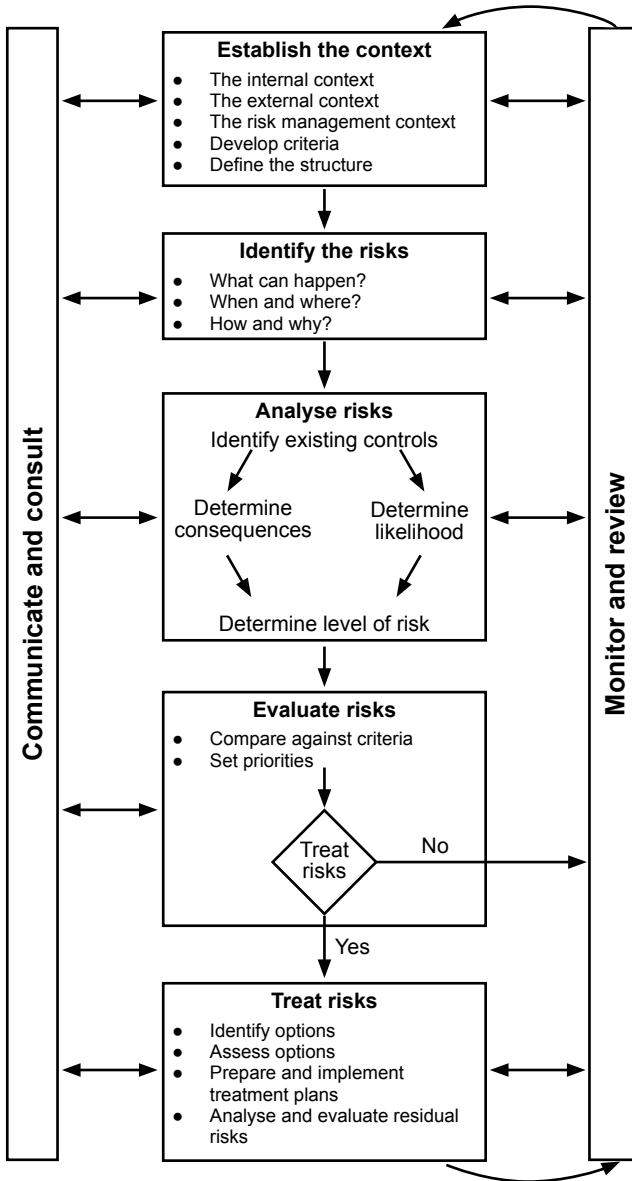 Communicate and consult
Establish the context
● The internal context
● The external context
● The risk management context
● Develop criteria
● Define the structure
Identify the risks
● What can happen?
● When and where?
● How and why?
Analyse risks
Identify existing controls
Determine
consequences
Determine
likelihood
Determine level of risk
Evaluate risks
● Compare against criteria
● Set priorities
Treat
risks
No
Yes
Treat risks
● Identify options
● Assess options
● Prepare and implement
treatment plans
● Analyse and evaluate residual
risks
Monitor and review